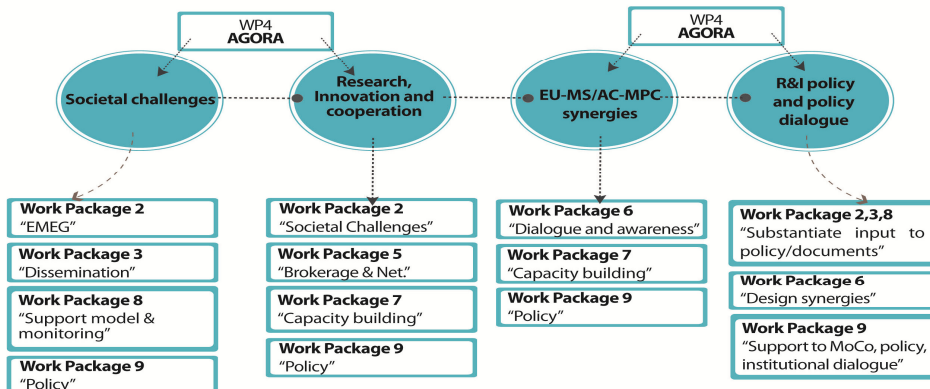 WP4
AGORA
WP4
AGORA
Societal challenges
Research,
Innovation and
cooperation
EU-MS/AC-MPC
synergies
R&I policy
and policy
dialogue
Work Package 2
“EMEG”
Work Package 3
“Dissemination”
Work Package 8
“Support model &
monitoring”
Work Package 9
“Policy”
Work Package 2
“Societal Challenges”
Work Package 5
“Brokerage & Net.”
Work Package 7
“Capacity building”
Work Package 9
“Policy”
Work Package 6
“Dialogue and awareness”
Work Package 7
“Capacity building”
Work Package 9
“Policy”
Work Package 2,3,8
“Substantiate input to
policy/documents”
Work Package 6
“Design synergies”
Work Package 9
“Support to MoCo, policy,
institutional dialogue”